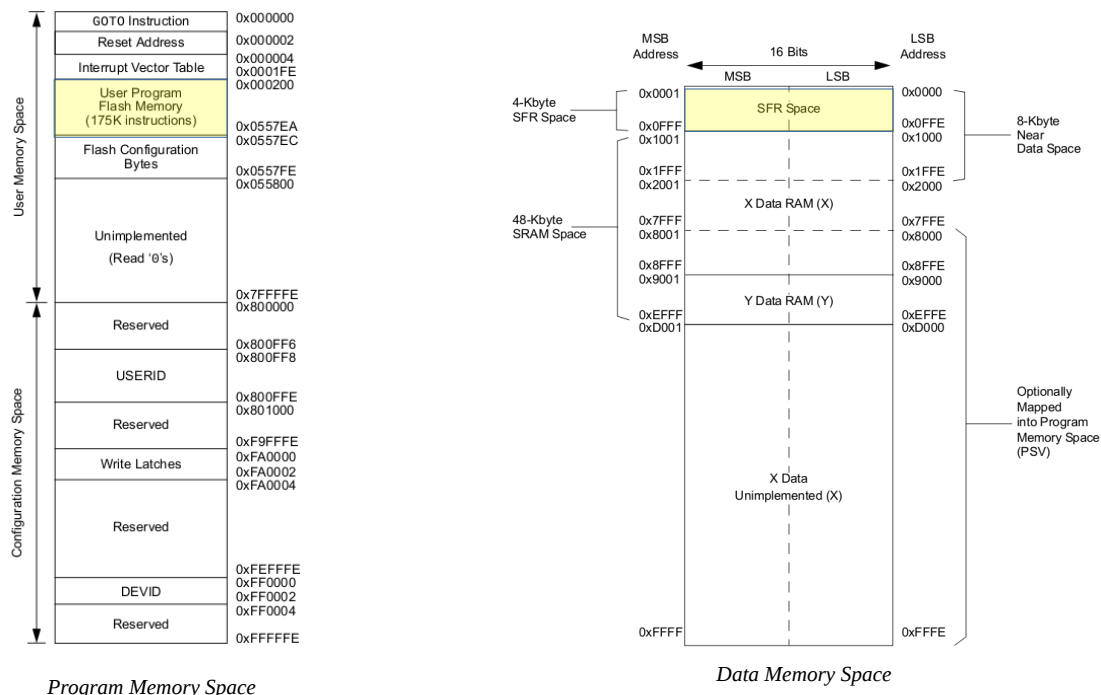 GOTO Instruction
0x000000
Reset Address
0x000002
0x000004
Interrupt Vector Table
0x0001FE
0x000200
User Program
Flash Memory
(175K instructions)
0x0557EA
0x0557EC
Flash Configuration
Bytes
0x0557FE
0x055800
User Memory Space
Unimplemented
(Read ‘0’s)
0x7FFFFE
0x800000
Reserved
0x800FF6
0x800FF8
USERID
0x800FFE
0x801000
Reserved
0xF9FFFE
0xFA0000
Write Latches
0xFA0002
0xFA0004
Configuration Memory Space
Reserved
0xFEFFFE
0xFF0000
DEVID
0xFF0002
0xFF0004
Reserved
0xFFFFFE
Program Memory Space
MSB
Address
16 Bits
LSB
Address
MSB LSB
4-Kbyte
SFR Space
0x0001
0x0000
SFR Space
0x0FFF
0x0FFE
0x1001
0x1000
8-Kbyte
Near
Data Space
0x1FFF
0x1FFE
0x2001
0x2000
X Data RAM (X)
48-Kbyte
SRAM Space
0x7FFF
0x7FFE
0x8001
0x8000
0x8FFF
0x8FFE
0x9001
0x9000
Y Data RAM (Y)
0xEFFF
0xEFFE
0xD001
0xD000
Optionally
Mapped
into Program
Memory Space
(PSV)
X Data
Unimplemented (X)
0xFFFF
0xFFFE
Data Memory Space